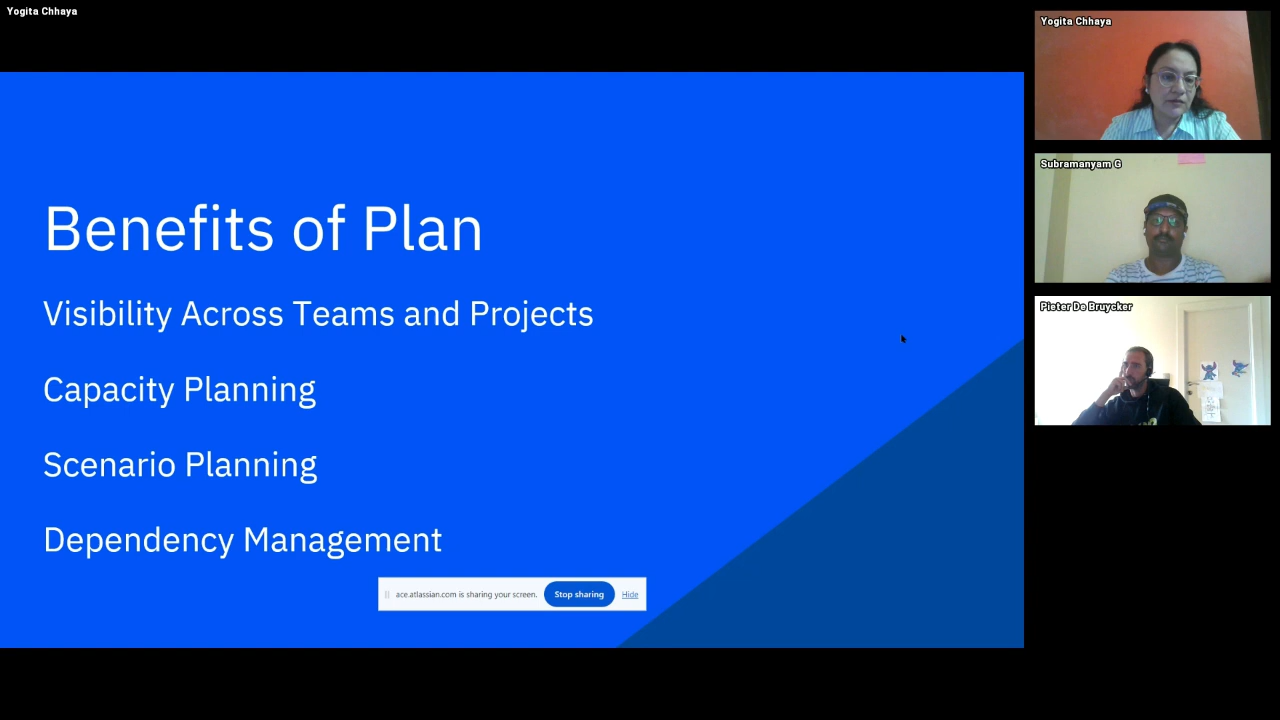 Yogita Chhaya
Benefits of Plan
Visibility Across Teams and Projects
Capacity Planning
Scenario Planning
Dependency Management
ace.atlassian.com is sharing your screen.
Stop sharing
Hide
Yogita Chhaya
Subramanyam G
Pieter De Bruycker